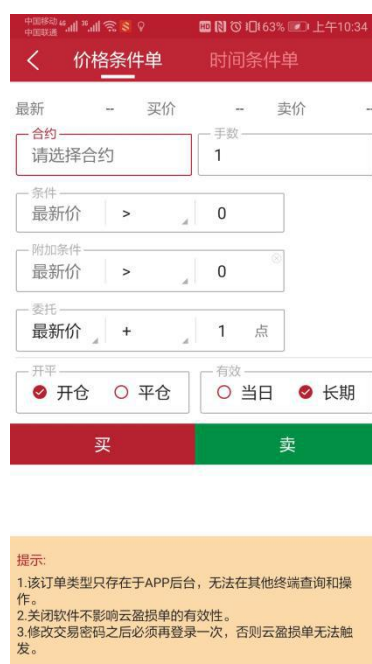 中国移动 46 36 HD 63% 上午10:34
中国联通
价格条件单 时间条件单
最新 -- 买价 -- 卖价 --
合约 手数
请选择合约 1
条件
最新价 > 0
附加条件
最新价 > 0
委托
最新价 + 1 点
开平 有效
开仓 平仓 当日 长期
买 卖
提示:
1.该订单类型只存在于APP后台，无法在其他终端查询和操
作。
2.关闭软件不影响云盈损单的有效性。
3.修改交易密码之后必须再登录一次，否则云盈损单无法触
发。